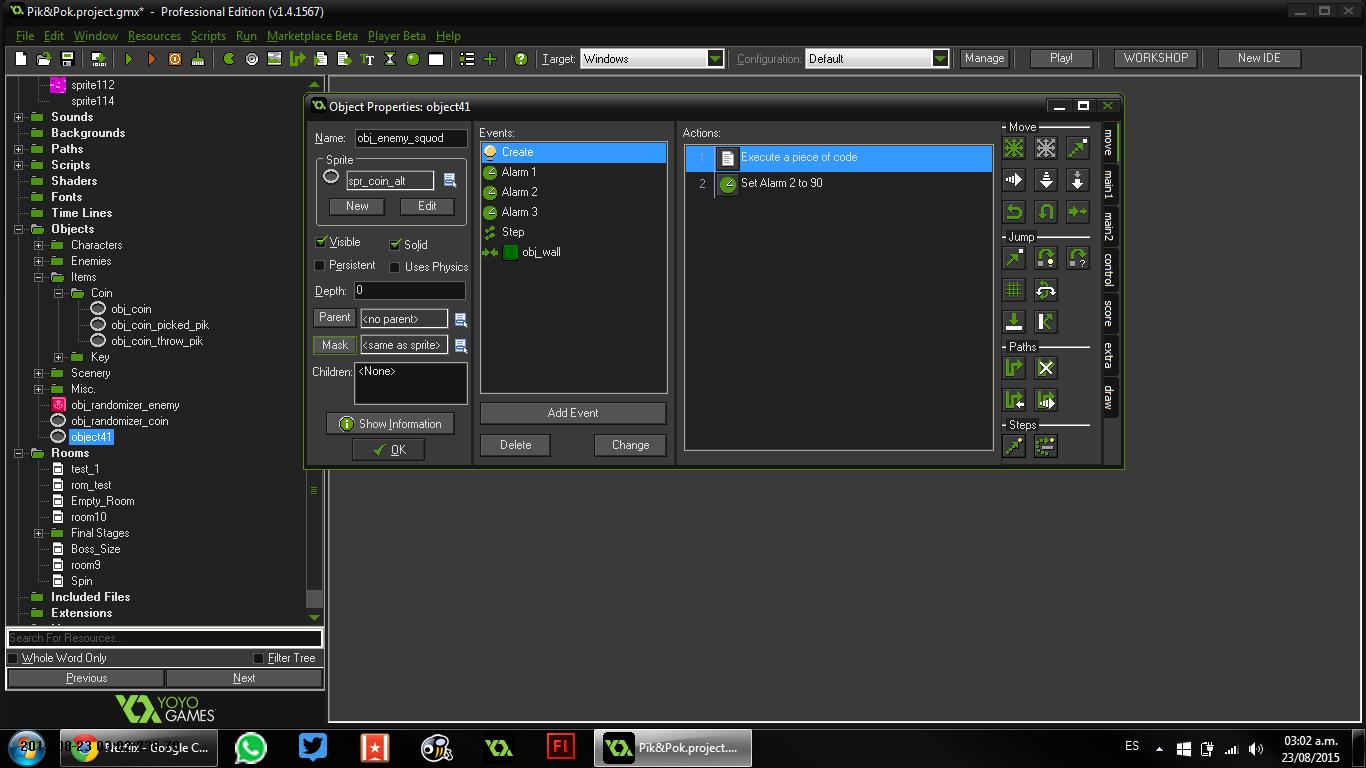 Pik&Pok.project.gmx* - Professional Edition (v1.4.1567)
File Edit Window Resources Scripts Run Marketplace Beta Player Beta Help
Target: Windows Configuration: Default Manage Play! WORKSHOP New IDE
sprite112
sprite114
Sounds
Backgrounds
Paths
Scripts
Shaders
Fonts
Time Lines
Objects
Characters
Enemies
Items
Coin
obj_coin
obj_coin_picked_pik
obj_coin_throw_pik
Key
Scenery
Misc.
obj_randomizer_enemy
obj_randomizer_coin
object41
Rooms
test_1
rom_test
Empty_Room
room10
Final Stages
Boss_Size
room9
Spin
Included Files
Extensions
Search For Resources...
Whole Word Only Filter Tree
Previous Next
YOYO
GAMES
Object Properties: object41
Name: obj_enemy_squod
Sprite
spr_coin_alt
New Edit
Visible Solid
Persistent Uses Physics
Depth: 0
Parent <no parent>
Mask <same as sprite>
Children: <None>
Show Information
OK
Events:
Create
Alarm 1
Alarm 2
Alarm 3
Step
obj_wall
Add Event
Delete Change
Actions:
1 Execute a piece of code
2 Set Alarm 2 to 90
Move
Jump
?
Paths
Steps
move
main1
main2
control
score
extra
draw
- Google C...
Fl
Pik&Pok.project....
ES
03:02 a.m.
23/08/2015